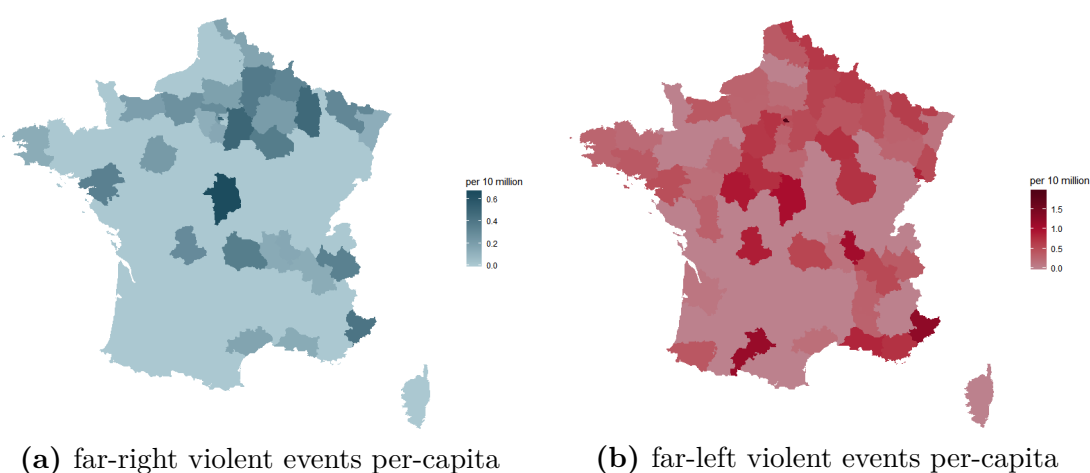 per 10 million
0.6
0.4
0.2
0.0
per 10 million
1.5
1.0
0.5
0.0
(a) far-right violent events per-capita
(b) far-left violent events per-capita